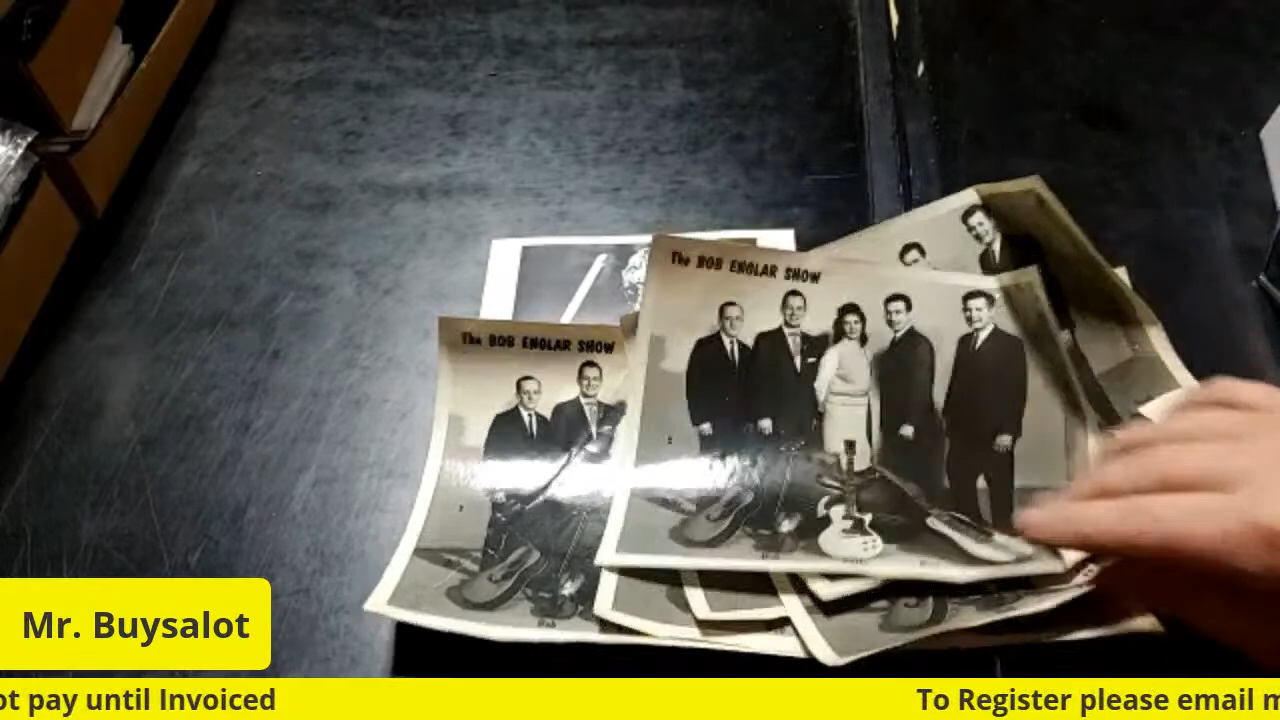 The BOB ENGLAR SHOW
The BOB ENGLAR SHOW
Mr. Buysalot
ot pay until Invoiced
To Register please email m